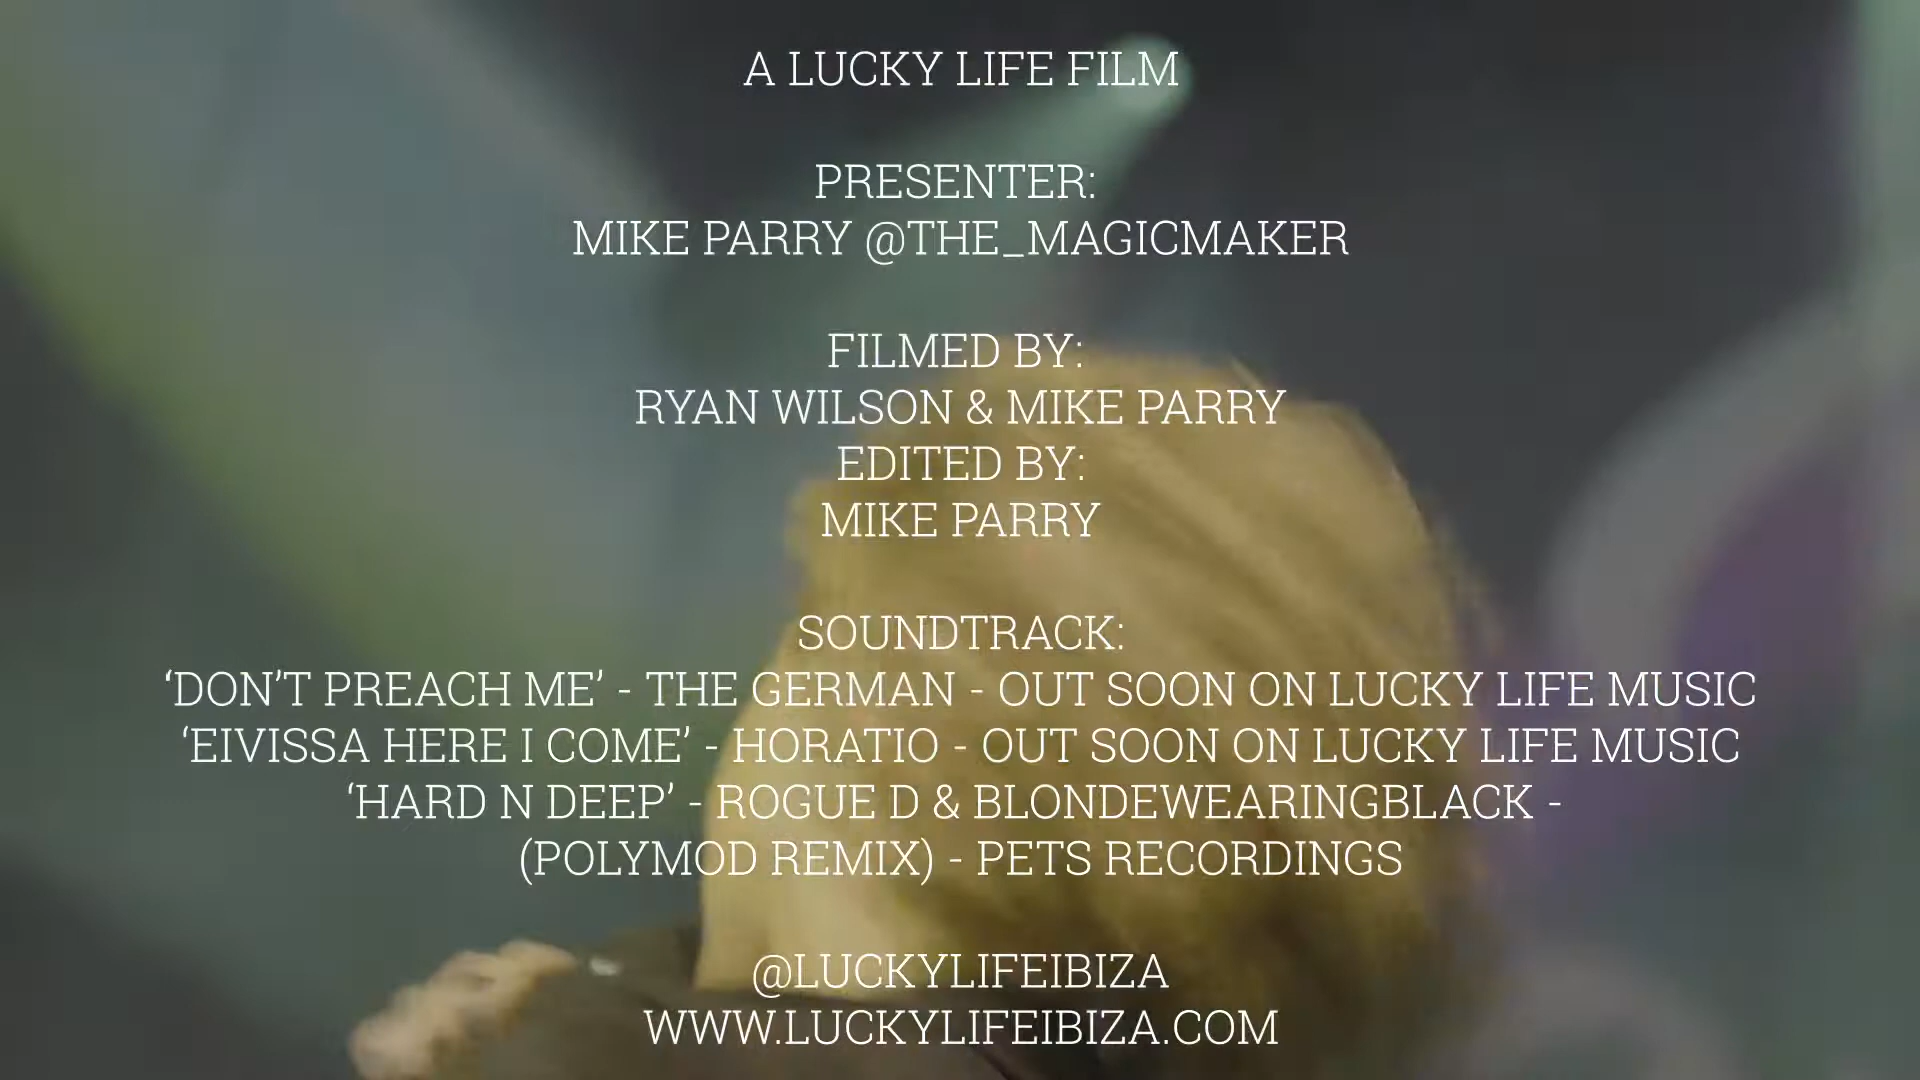 A LUCKY LIFE FILM
PRESENTER:
MIKE PARRY @THE_MAGICMAKER
FILMED BY:
RYAN WILSON & MIKE PARRY
EDITED BY:
MIKE PARRY
SOUNDTRACK:
‘DON’T PREACH ME’ - THE GERMAN - OUT SOON ON LUCKY LIFE MUSIC
‘EIVISSA HERE I COME’ - HORATIO - OUT SOON ON LUCKY LIFE MUSIC
‘HARD N DEEP’ - ROGUE D & BLONDEWEARINGBLACK -
(POLYMOD REMIX) - PETS RECORDINGS
@LUCKYLIFEIBIZA
WWW.LUCKYLIFEIBIZA.COM